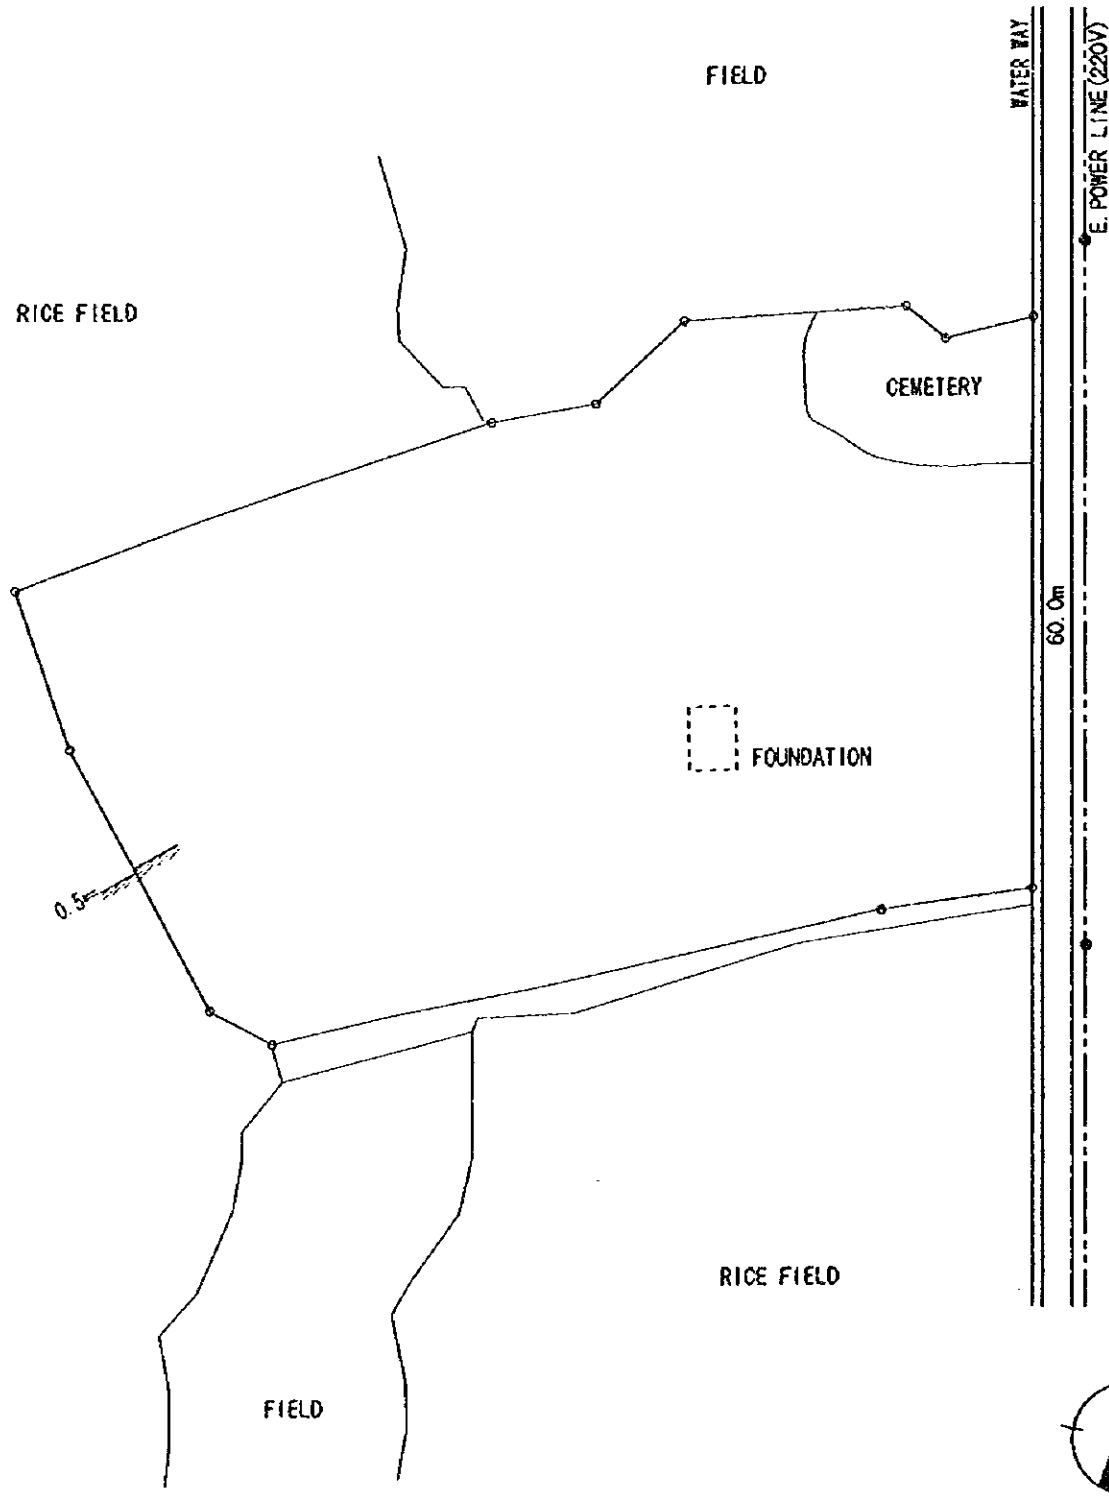 FIELD
WATER WAY
E. POWER LINE (220V)
RICE FIELD
CEMETERY
60.0m
FOUNDATION
0.5
RICE FIELD
FIELD